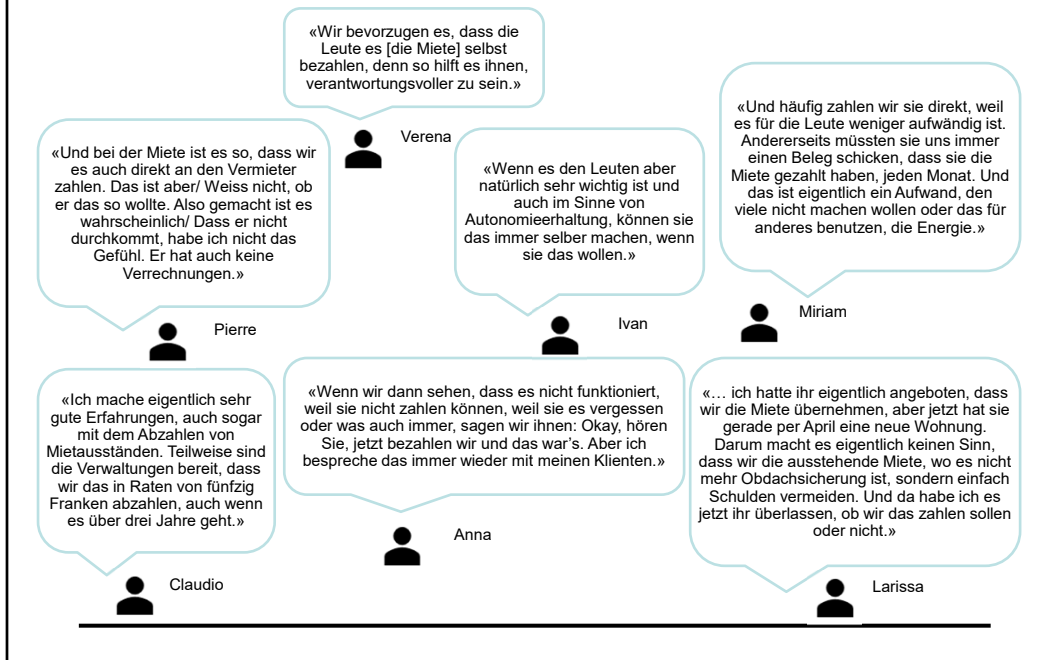 «Wir bevorzugen es, dass die
Leute es [die Miete] selbst
bezahlen, denn so hilft es ihnen,
verantwortungsvoller zu sein.»
Verena
«Und bei der Miete ist es so, dass wir
es auch direkt an den Vermieter
zahlen. Das ist aber/ Weiss nicht, ob
er das so wollte. Also gemacht ist es
wahrscheinlich/ Dass er nicht
durchkommt, habe ich nicht das
Gefühl. Er hat auch keine
Verrechnungen.»
Pierre
«Wenn es den Leuten aber
natürlich sehr wichtig ist und
auch im Sinne von
Autonomieerhaltung, können sie
das immer selber machen, wenn
sie das wollen.»
Ivan
«Und häufig zahlen wir sie direkt, weil
es für die Leute weniger aufwändig ist.
Andererseits müssten sie uns immer
einen Beleg schicken, dass sie die
Miete gezahlt haben, jeden Monat. Und
das ist eigentlich ein Aufwand, den
viele nicht machen wollen oder das für
anderes benutzen, die Energie.»
Miriam
«Ich mache eigentlich sehr
gute Erfahrungen, auch sogar
mit dem Abzahlen von
Mietausständen. Teilweise sind
die Verwaltungen bereit, dass
wir das in Raten von fünfzig
Franken abzahlen, auch wenn
es über drei Jahre geht.»
Claudio
«Wenn wir dann sehen, dass es nicht funktioniert,
weil sie nicht zahlen können, weil sie es vergessen
oder was auch immer, sagen wir ihnen: Okay, hören
Sie, jetzt bezahlen wir und das war's. Aber ich
bespreche das immer wieder mit meinen Klienten.»
Anna
«… ich hatte ihr eigentlich angeboten, dass
wir die Miete übernehmen, aber jetzt hat sie
gerade per April eine neue Wohnung.
Darum macht es eigentlich keinen Sinn,
dass wir die ausstehende Miete, wo es nicht
mehr Obdachsicherung ist, sondern einfach
Schulden vermeiden. Und da habe ich es
jetzt ihr überlassen, ob wir das zahlen sollen
oder nicht.»
Larissa